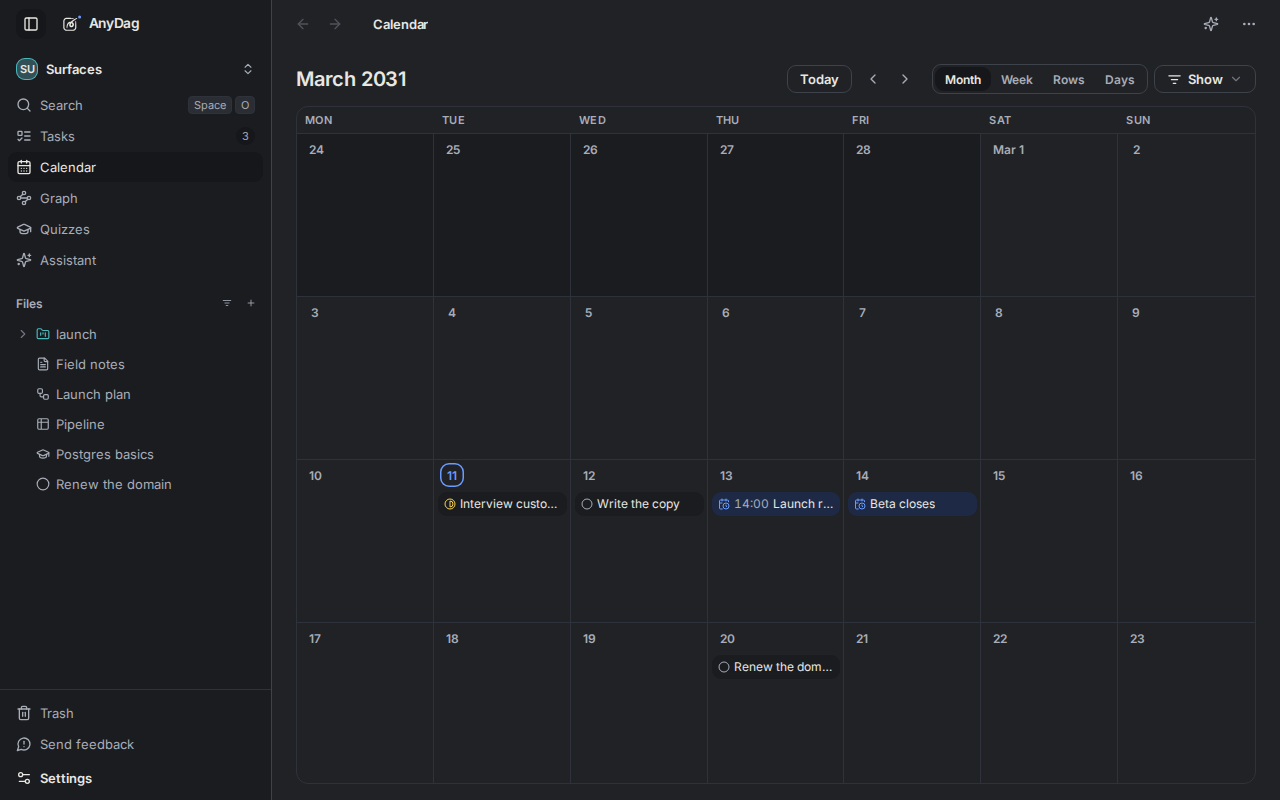 AnyDag
SU Surfaces
Search Space O
Tasks 3
Calendar
Graph
Quizzes
Assistant
Files
launch
Field notes
Launch plan
Pipeline
Postgres basics
Renew the domain
Trash
Send feedback
Settings
Calendar
March 2031
Today Month Week Rows Days Show
MON TUE WED THU FRI SAT SUN
24 25 26 27 28 Mar 1 2
3 4 5 6 7 8 9
10 11 12 13 14 15 16
Interview custo... Write the copy 14:00 Launch r... Beta closes
17 18 19 20 21 22 23
Renew the dom...